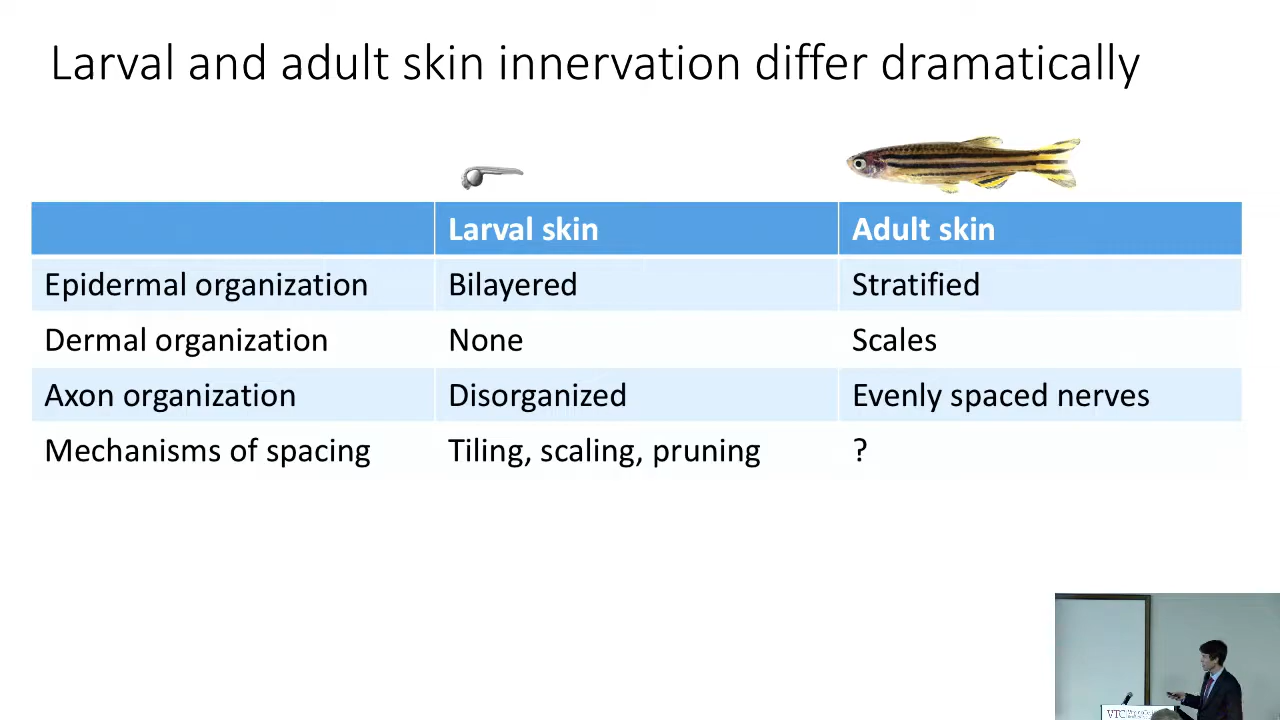 Larval and adult skin innervation differ dramatically
Larval skin Adult skin
Epidermal organization Bilayered Stratified
Dermal organization None Scales
Axon organization Disorganized Evenly spaced nerves
Mechanisms of spacing Tiling, scaling, pruning ?
VTC